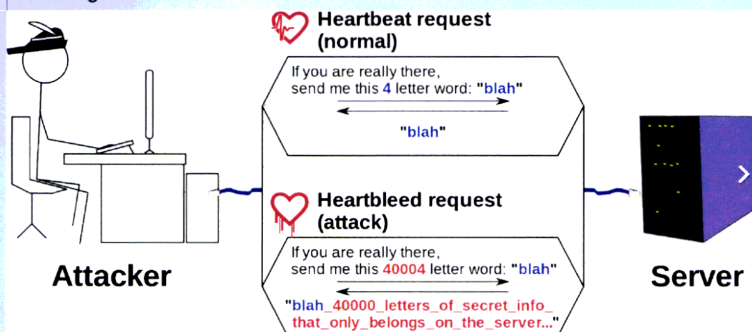 Heartbeat request
(normal)
If you are really there,
send me this 4 letter word: "blah"
"blah"
Heartbleed request
(attack)
If you are really there,
send me this 40004 letter word: "blah"
"blah_40000_letters_of_secret_info_
that_only_belongs_on_the_server..."
Attacker
Server